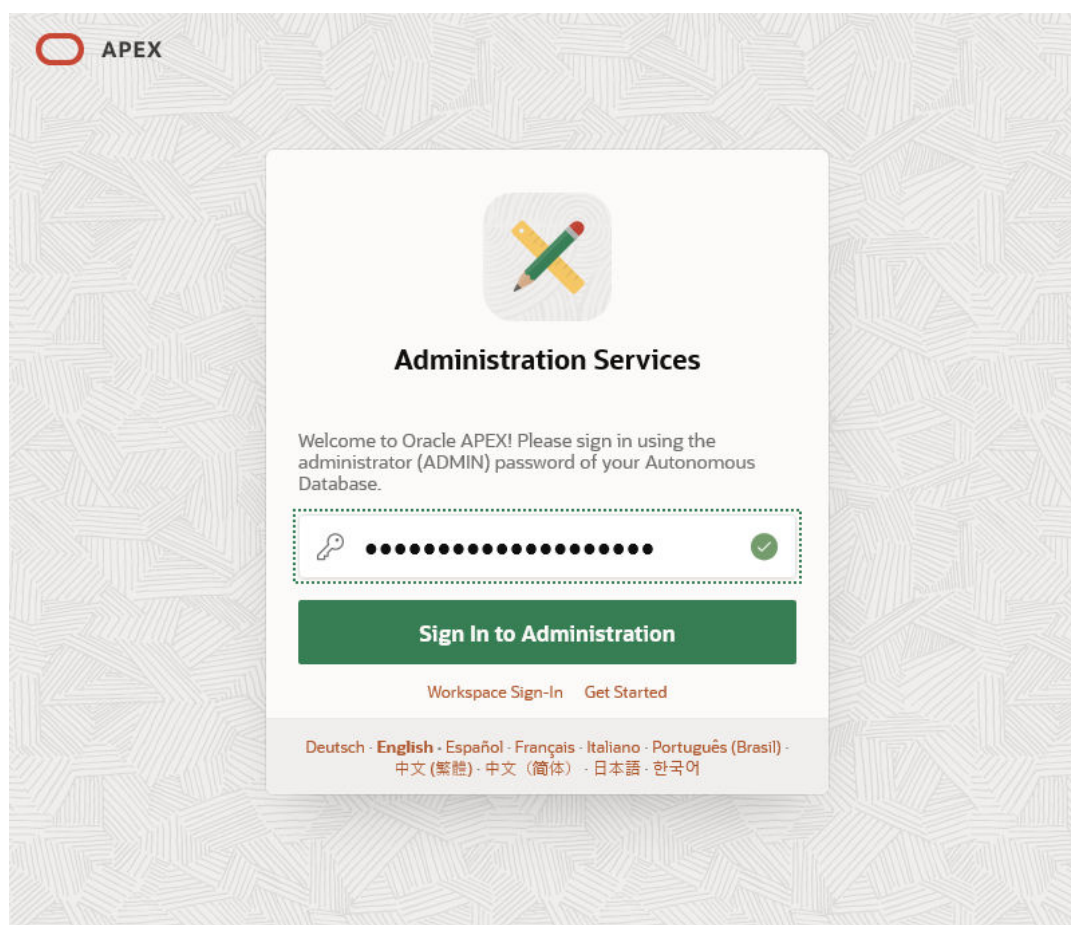 APEX
Administration Services
Welcome to Oracle APEX! Please sign in using the
administrator (ADMIN) password of your Autonomous
Database.
●●●●●●●●●●●●●●●●●●●●
Sign In to Administration
Workspace Sign-In Get Started
Deutsch · English · Español · Français · Italiano · Português (Brasil) ·
中文 (繁體) · 中文（简体） · 日本語 · 한국어